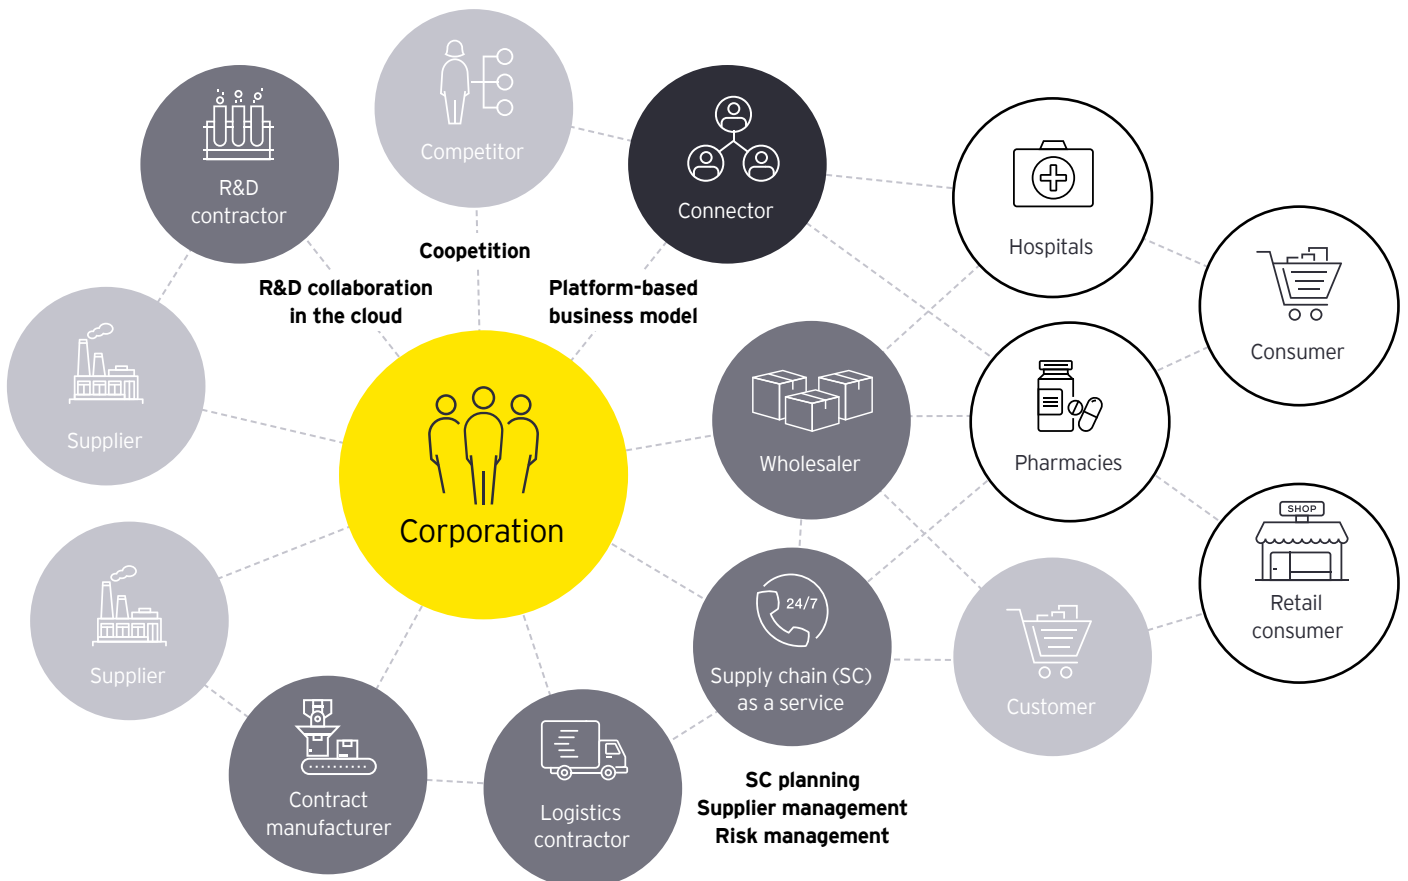 Competitor
R&D
contractor
Connector
Hospitals
Coopetition
R&D collaboration
in the cloud
Platform-based
business model
Consumer
Supplier
Wholesaler
Pharmacies
Corporation
SHOP
Retail
consumer
24/7
Supply chain (SC)
as a service
Customer
Supplier
Contract
manufacturer
Logistics
contractor
SC planning
Supplier management
Risk management